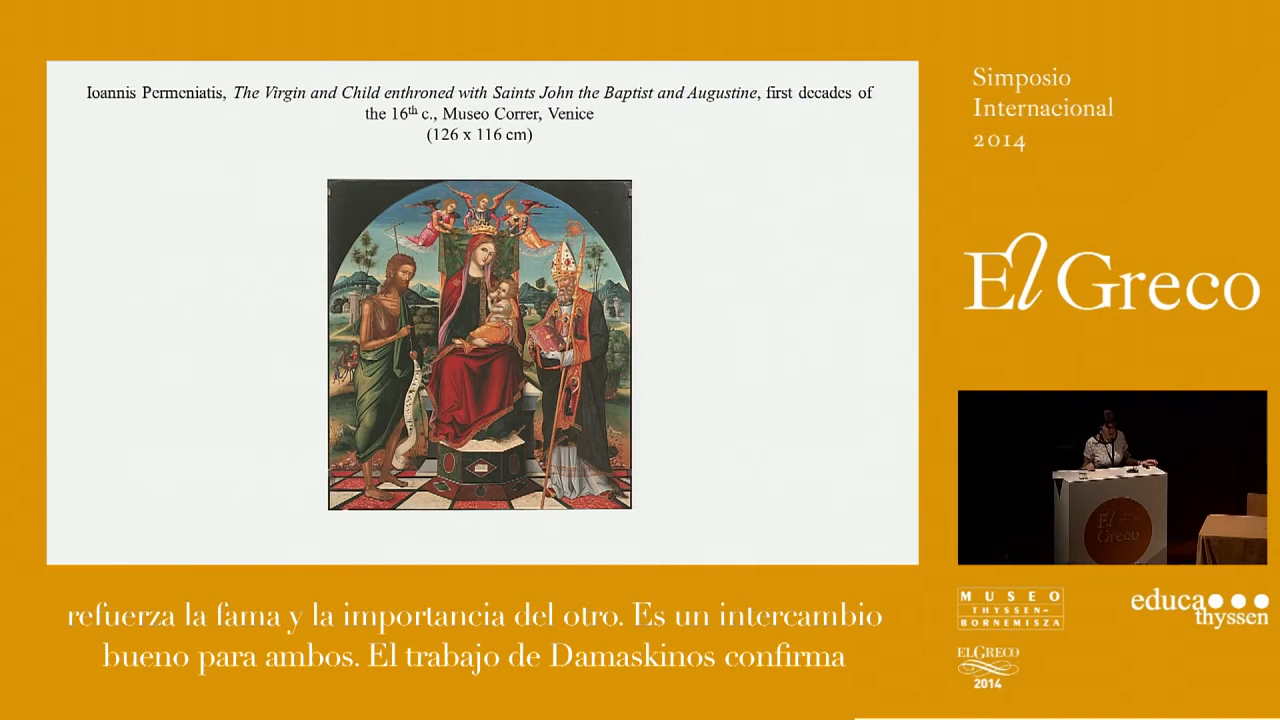 Ioannis Permeniatis, The Virgin and Child enthroned with Saints John the Baptist and Augustine, first decades of
the 16th c., Museo Correr, Venice
(126 x 116 cm)
Simposio
Internacional
2014
El Greco
El
Greco
refuerza la fama y la importancia del otro. Es un intercambio
bueno para ambos. El trabajo de Damaskinos confirma
MUSEO
THYSSEN-
BORNEMISZA
educa
thyssen
ELGRECO
2014